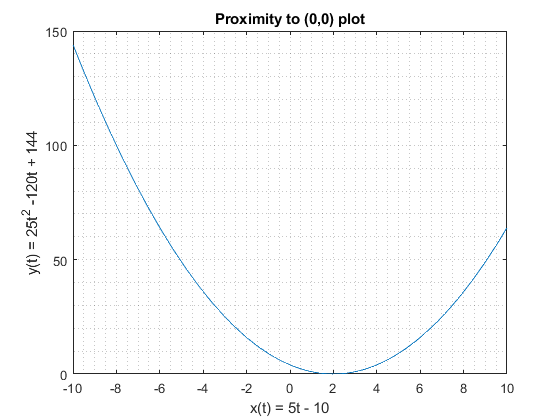 Proximity to (0,0) plot
150
100
50
0
-10 -8 -6 -4 -2 0 2 4 6 8 10
x(t) = 5t - 10
y(t) = 25t² -120t + 144